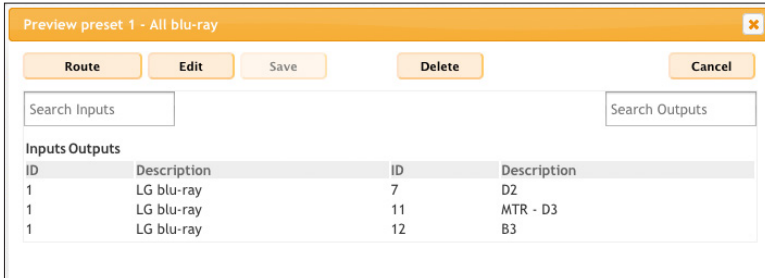 Preview preset 1 - All blu-ray
Route Edit Save Delete Cancel
Search Inputs Search Outputs
Inputs Outputs
ID Description ID Description
1 LG blu-ray 7 D2
1 LG blu-ray 11 MTR - D3
1 LG blu-ray 12 B3